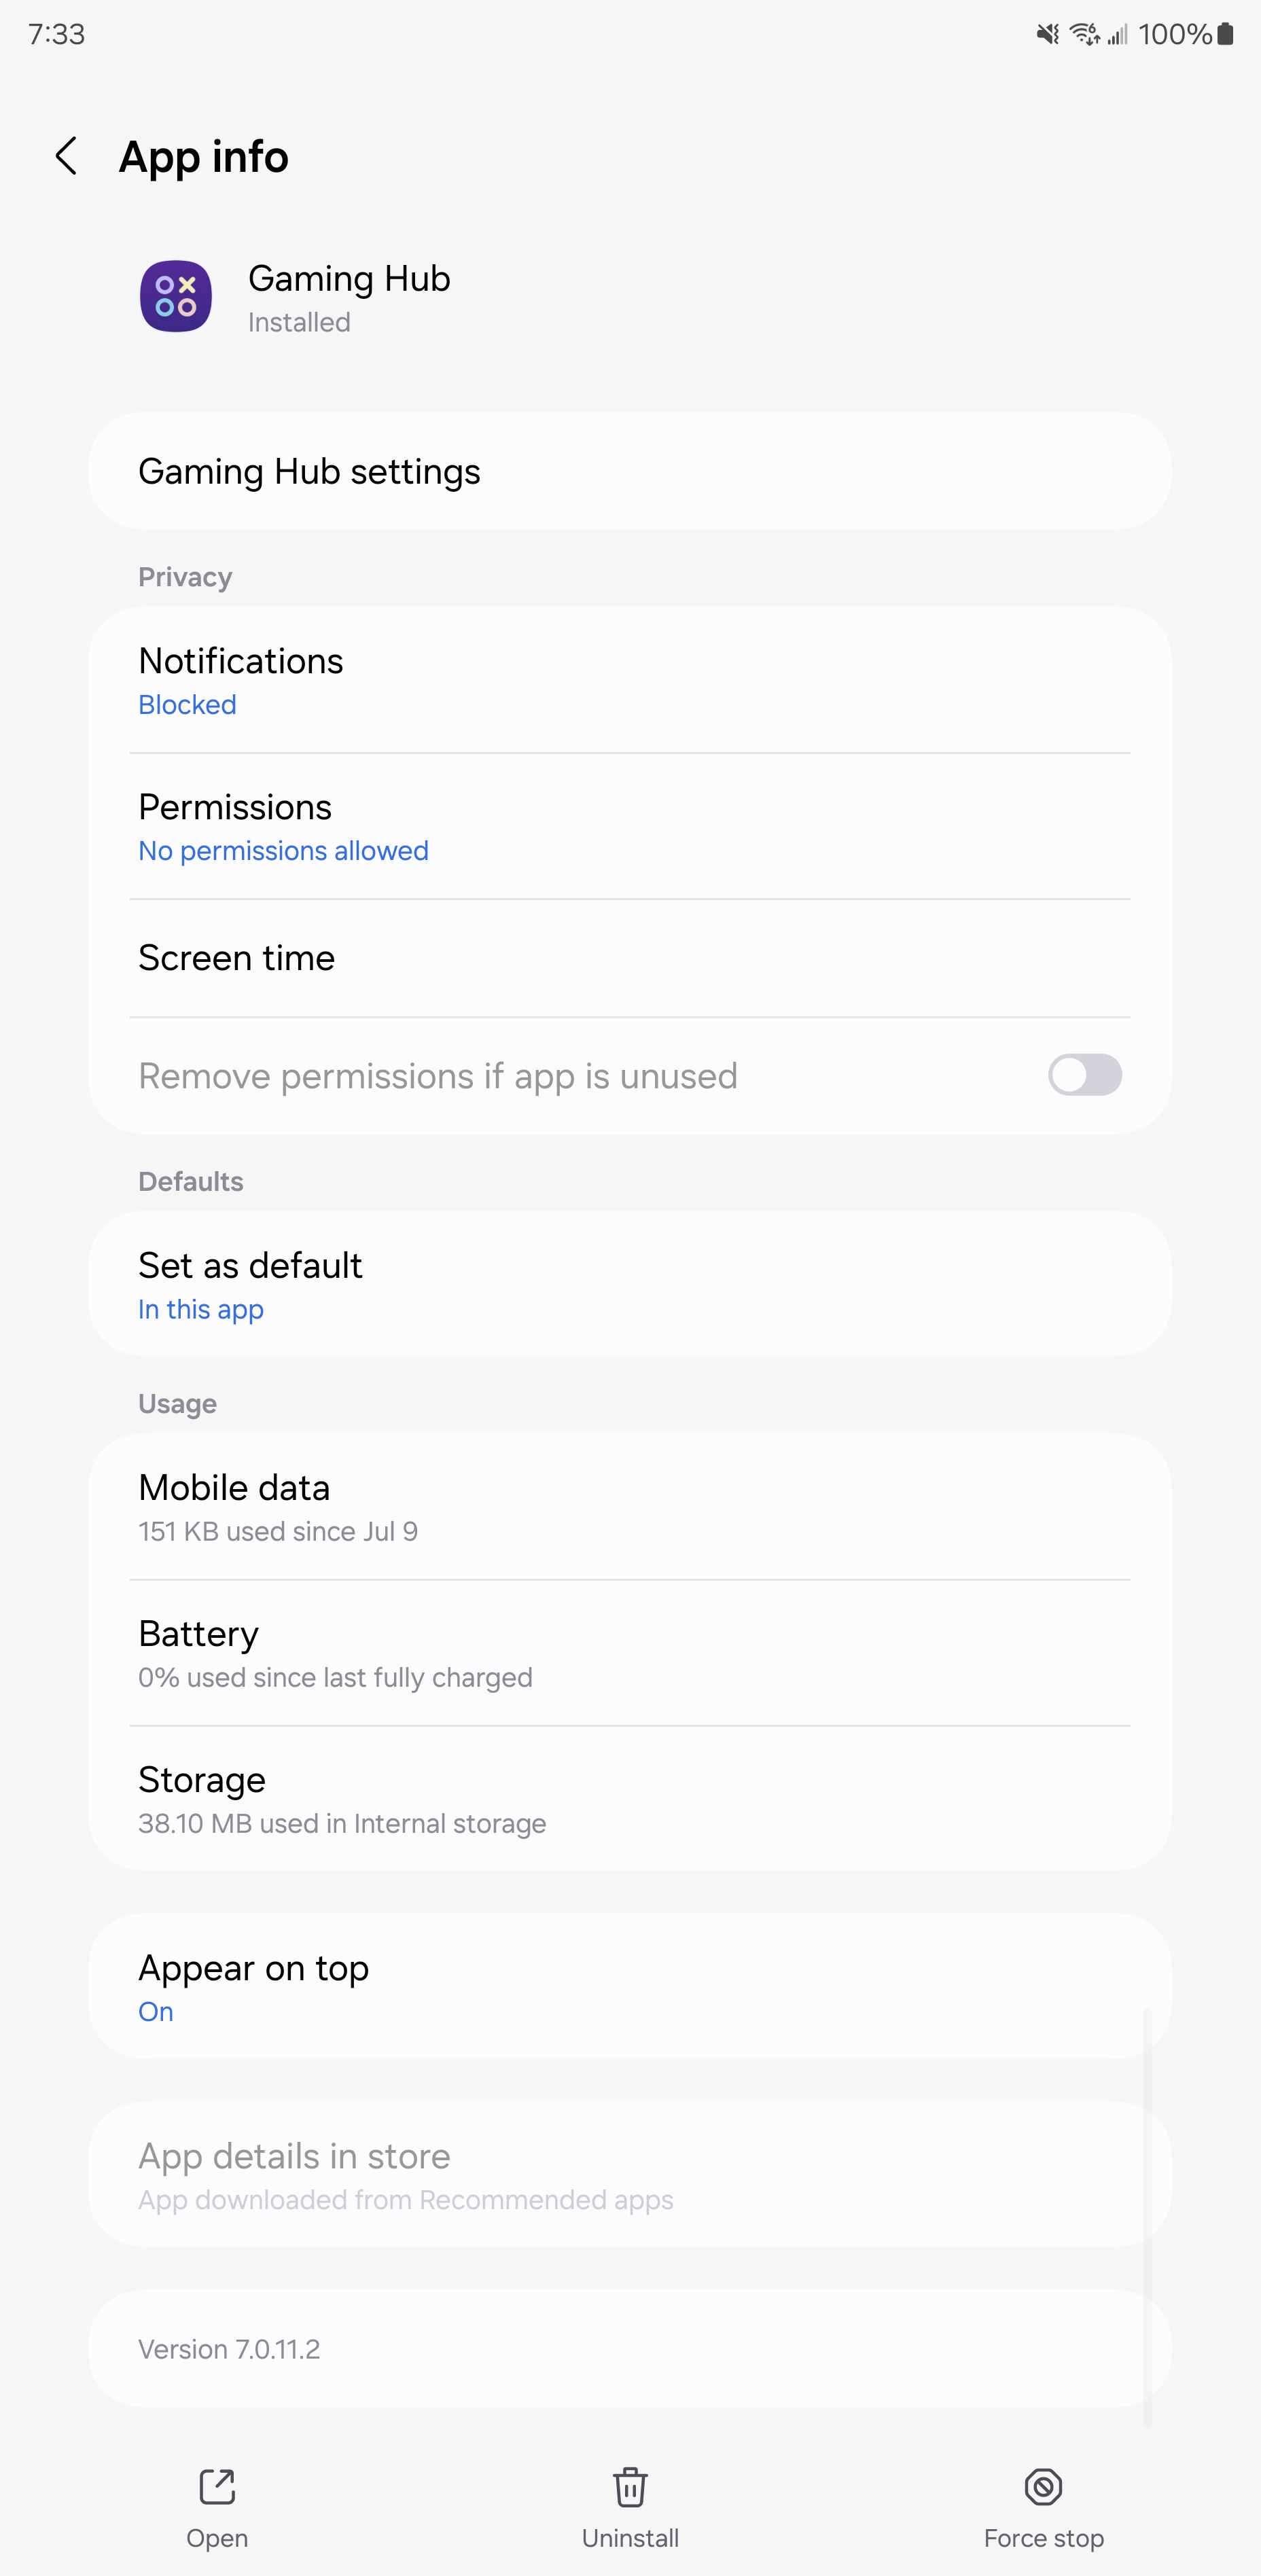 7:33
100%
App info
Gaming Hub
Installed
Gaming Hub settings
Privacy
Notifications
Blocked
Permissions
No permissions allowed
Screen time
Remove permissions if app is unused
Defaults
Set as default
In this app
Usage
Mobile data
151 KB used since Jul 9
Battery
0% used since last fully charged
Storage
38.10 MB used in Internal storage
Appear on top
On
App details in store
App downloaded from Recommended apps
Version 7.0.11.2
Open
Uninstall
Force stop